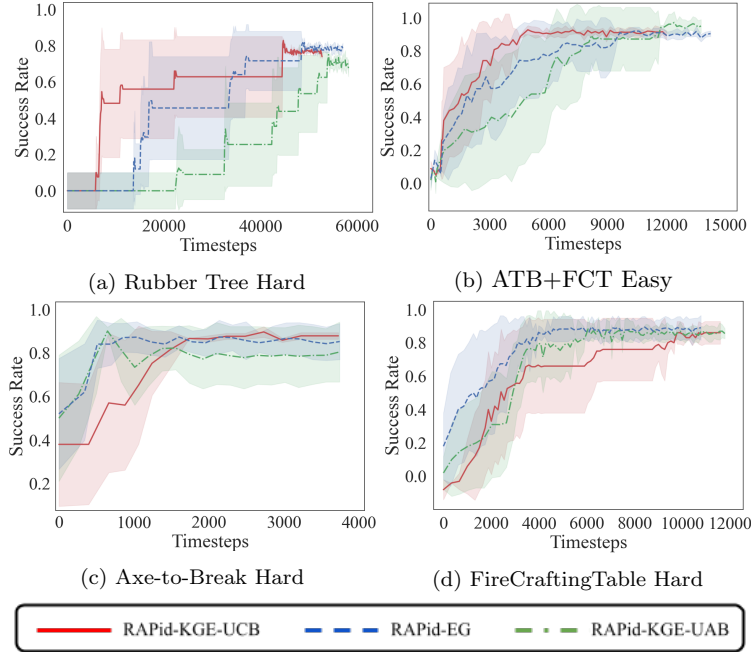 1.0
0.8
0.6
0.4
0.2
0.0
Success Rate
0 20000 40000 60000
Timesteps
(a) Rubber Tree Hard
1.0
0.8
0.6
0.4
0.2
0.0
Success Rate
0 3000 6000 9000 12000 15000
Timesteps
(b) ATB+FCT Easy
1.0
0.8
0.6
0.4
0.2
Success Rate
0 1000 2000 3000 4000
Timesteps
(c) Axe-to-Break Hard
1.0
0.8
0.6
0.4
0.2
0.0
Success Rate
0 2000 4000 6000 8000 10000 12000
Timesteps
(d) FireCraftingTable Hard
RAPid-KGE-UCB RAPid-EG RAPid-KGE-UAB